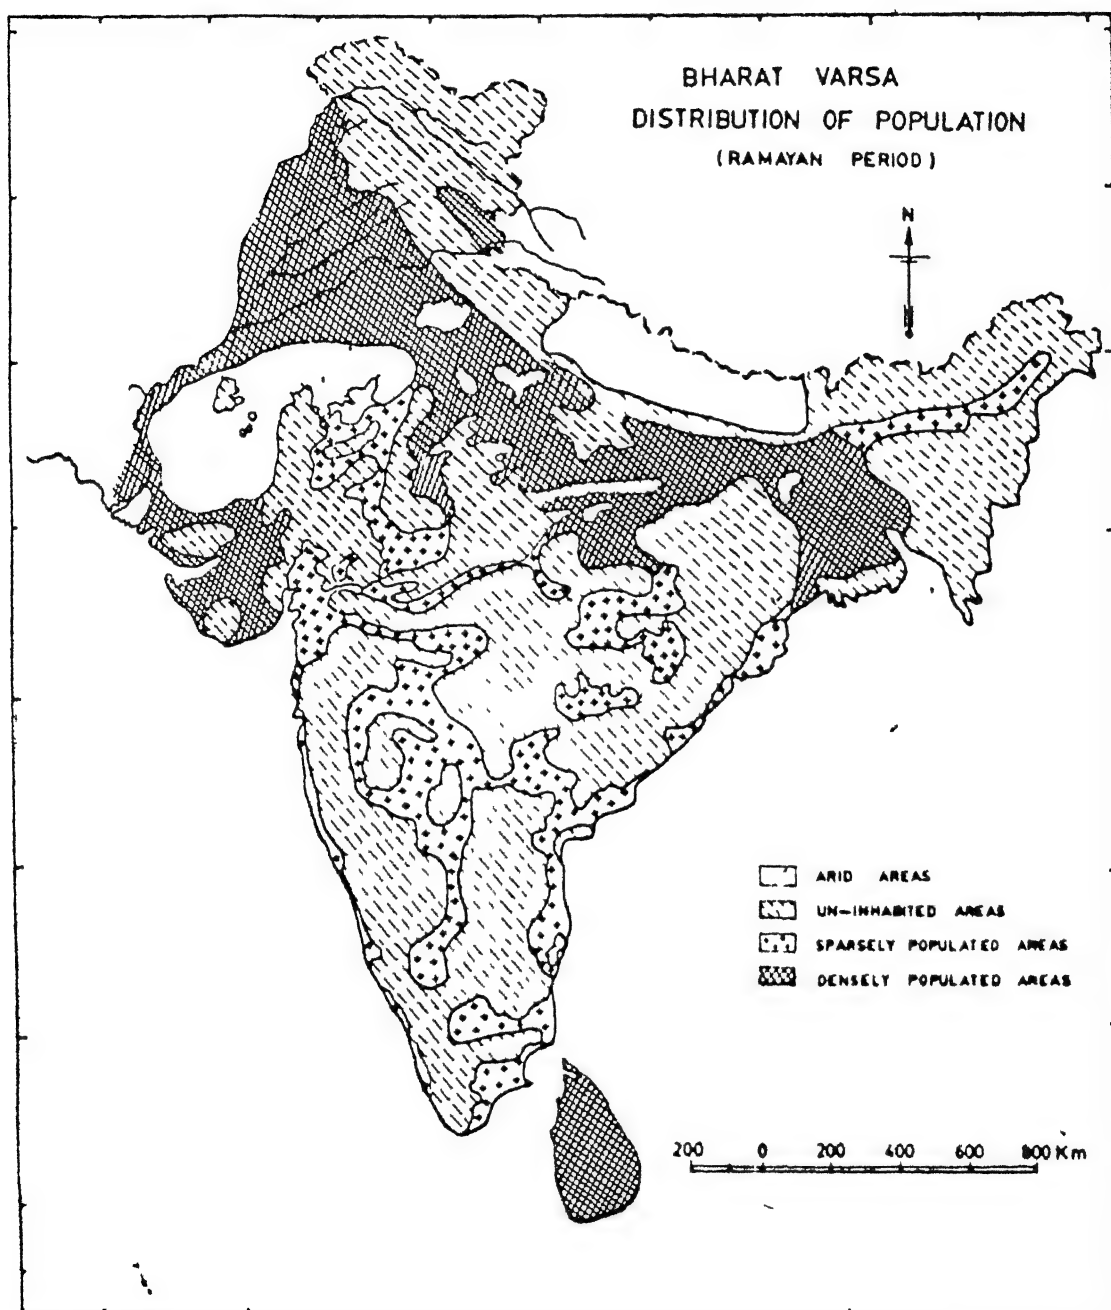 BHARAT VARSA
DISTRIBUTION OF POPULATION
(RAMAYAN PERIOD)
N
ARID AREAS
UN-INHABITED AREAS
SPARSELY POPULATED AREAS
DENSELY POPULATED AREAS
200 0 200 400 600 800 Km